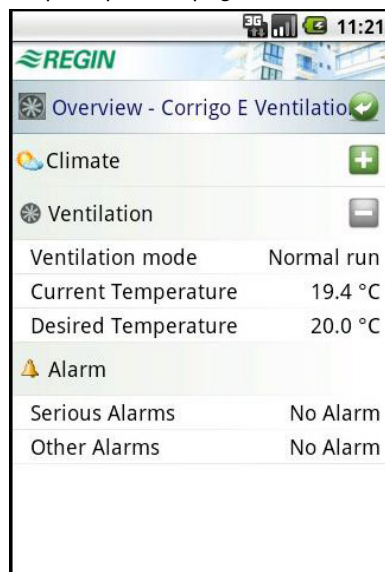 3G 11:21
REGIN
Overview - Corrigo E Ventilatio
Climate
Ventilation
Ventilation mode Normal run
Current Temperature 19.4 °C
Desired Temperature 20.0 °C
Alarm
Serious Alarms No Alarm
Other Alarms No Alarm